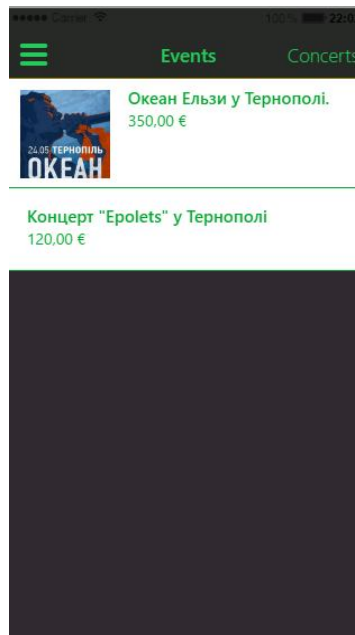 Carrier 100 % 22:0
Events Concerts
Океан Ельзи у Тернополі.
350,00 €
24.05 ТЕРНОПІЛЬ
ОКЕАН
Концерт "Epolets" у Тернополі
120,00 €